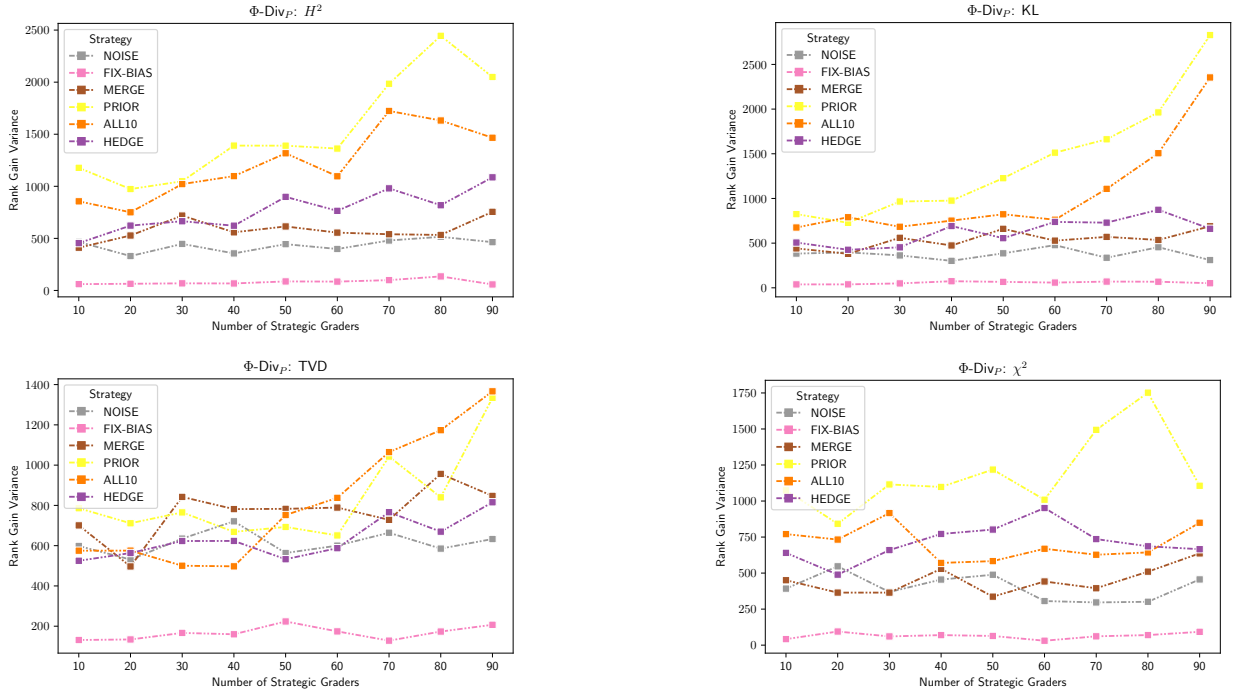 Φ-Div_P: H²
Rank Gain Variance
2500
2000
1500
1000
500
0
Strategy
NOISE
FIX-BIAS
MERGE
PRIOR
ALL10
HEDGE
10 20 30 40 50 60 70 80 90
Number of Strategic Graders
Φ-Div_P: KL
Rank Gain Variance
2500
2000
1500
1000
500
0
Strategy
NOISE
FIX-BIAS
MERGE
PRIOR
ALL10
HEDGE
10 20 30 40 50 60 70 80 90
Number of Strategic Graders
Φ-Div_P: TVD
Rank Gain Variance
1400
1200
1000
800
600
400
200
Strategy
NOISE
FIX-BIAS
MERGE
PRIOR
ALL10
HEDGE
10 20 30 40 50 60 70 80 90
Number of Strategic Graders
Φ-Div_P: χ²
Rank Gain Variance
1750
1500
1250
1000
750
500
250
0
Strategy
NOISE
FIX-BIAS
MERGE
PRIOR
ALL10
HEDGE
10 20 30 40 50 60 70 80 90
Number of Strategic Graders